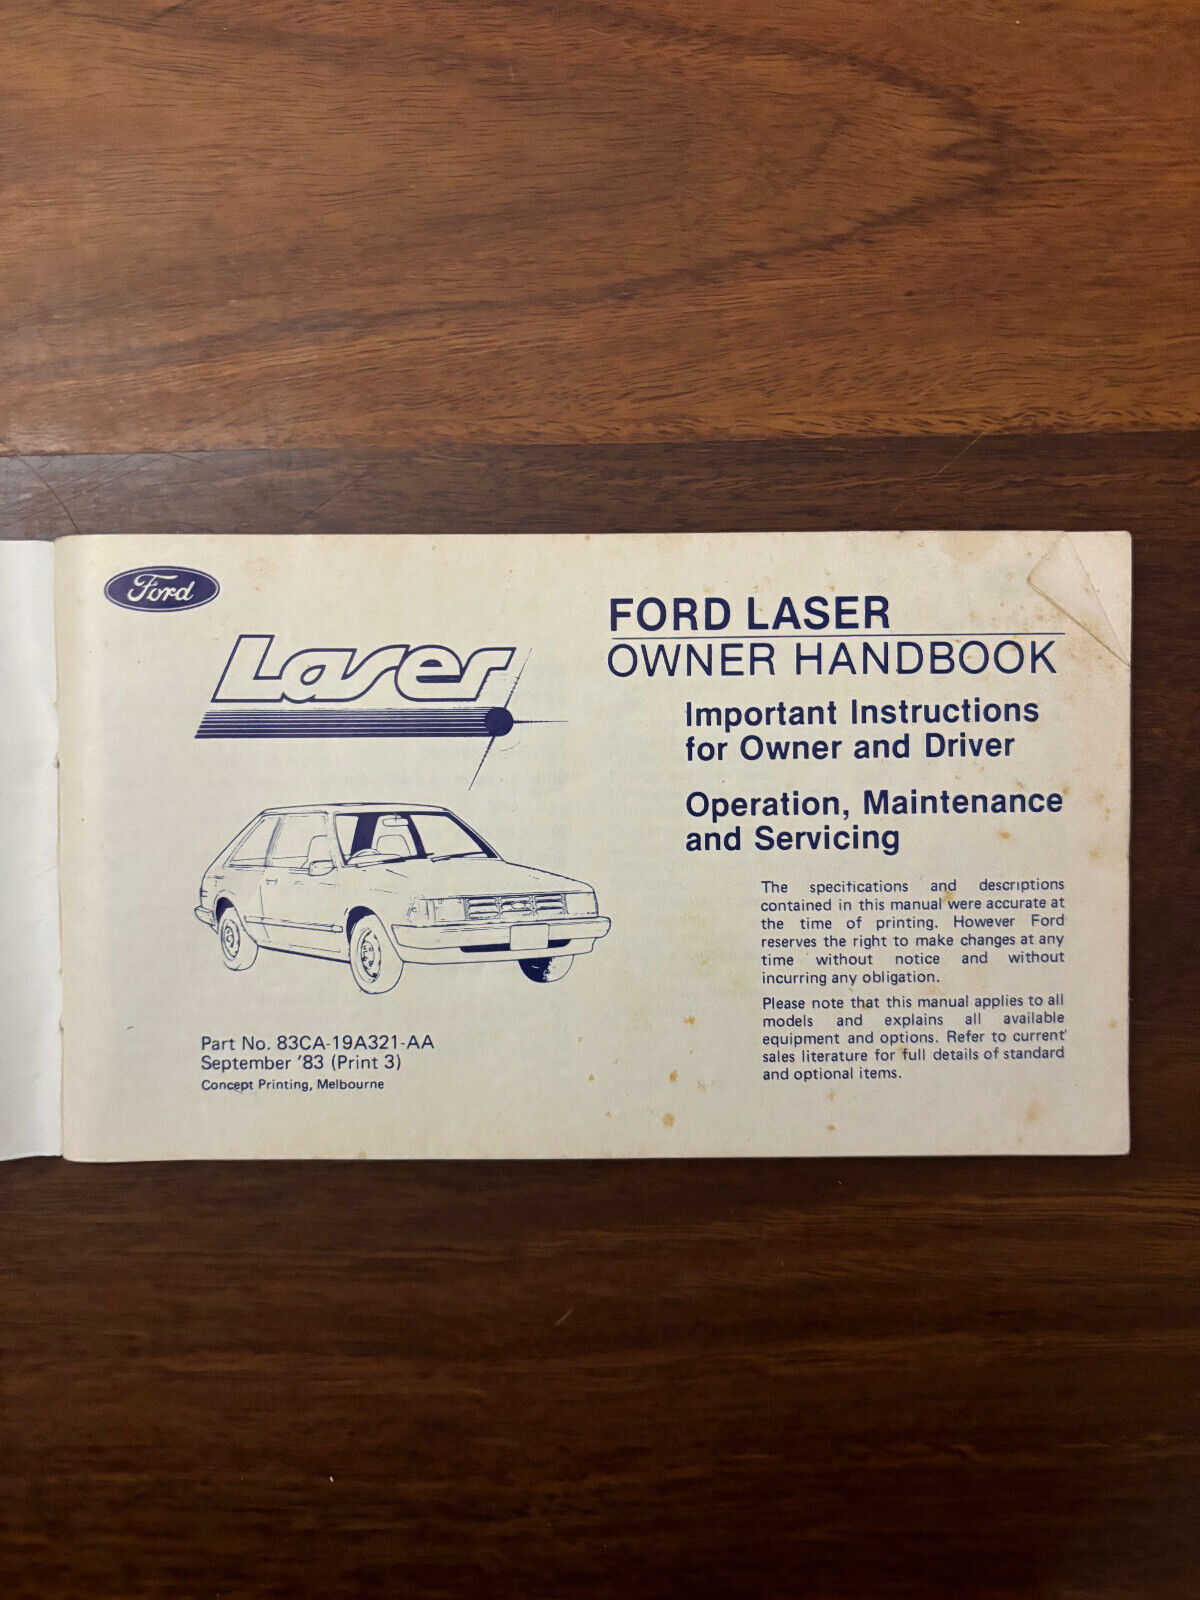 Ford
Laser
FORD LASER
OWNER HANDBOOK
Important Instructions
for Owner and Driver
Operation, Maintenance
and Servicing
The specifications and descriptions
contained in this manual were accurate at
the time of printing. However Ford
reserves the right to make changes at any
time without notice and without
incurring any obligation.
Please note that this manual applies to all
models and explains all available
equipment and options. Refer to current
sales literature for full details of standard
and optional items.
Part No. 83CA-19A321-AA
September '83 (Print 3)
Concept Printing, Melbourne